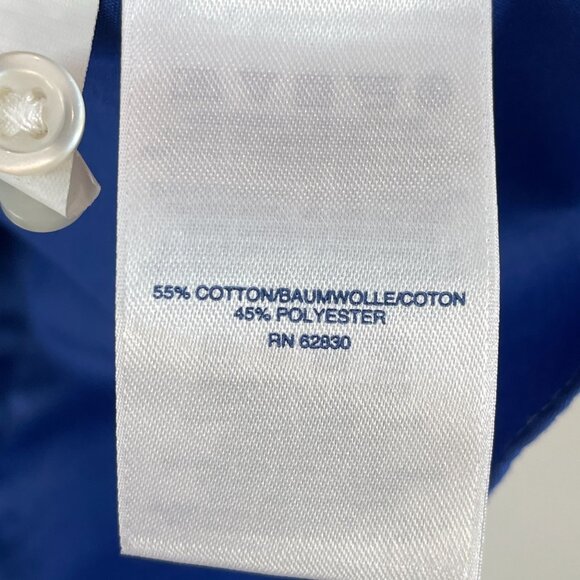 55% COTTON/BAUMWOLLE/COTON
45% POLYESTER
RN 62830